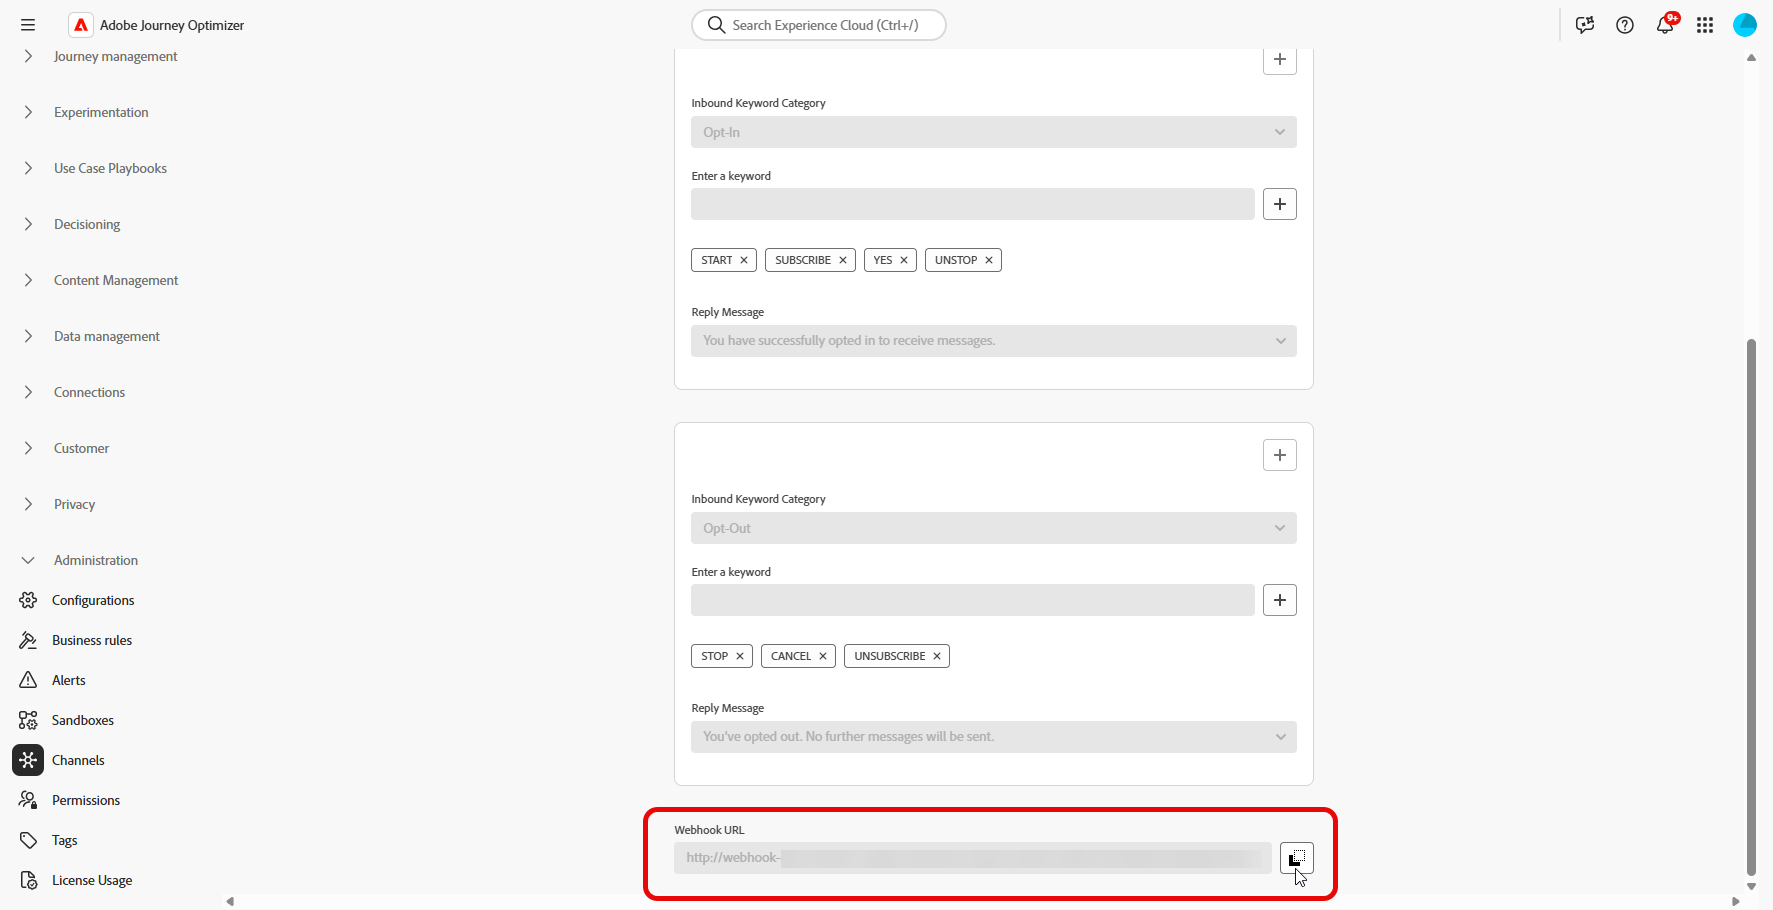 Adobe Journey Optimizer
Search Experience Cloud (Ctrl+/)
9+
Journey management
Experimentation
Use Case Playbooks
Decisioning
Content Management
Data management
Connections
Customer
Privacy
Administration
Configurations
Business rules
Alerts
Sandboxes
Channels
Permissions
Tags
License Usage
Inbound Keyword Category
Opt-In
Enter a keyword
START
SUBSCRIBE
YES
UNSTOP
Reply Message
You have successfully opted in to receive messages.
Inbound Keyword Category
Opt-Out
Enter a keyword
STOP
CANCEL
UNSUBSCRIBE
Reply Message
You've opted out. No further messages will be sent.
Webhook URL
http://webhook-